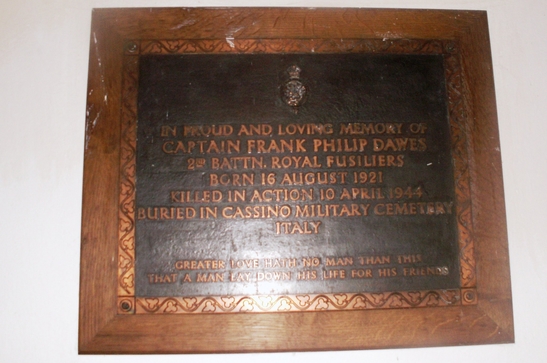 IN PROUD AND LOVING MEMORY OF
CAPTAIN FRANK PHILIP DAWES
2ND BATTN. ROYAL FUSILIERS
BORN 16 AUGUST 1921
KILLED IN ACTION 10 APRIL 1944
BURIED IN CASSINO MILITARY CEMETERY
ITALY
GREATER LOVE HATH NO MAN THAN THIS
THAT A MAN LAY DOWN HIS LIFE FOR HIS FRIENDS